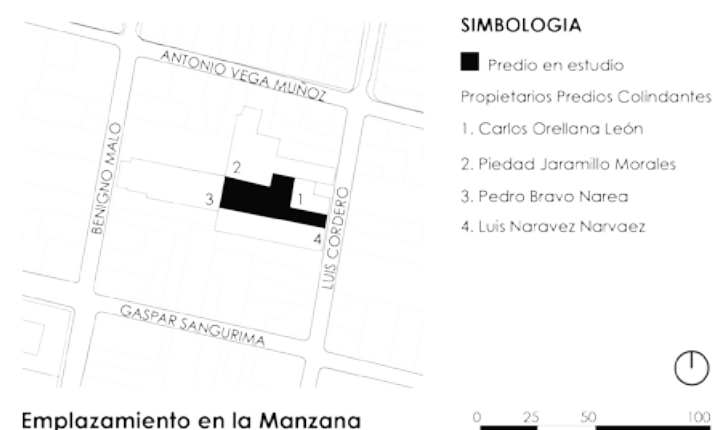 SIMBOLOGIA
Predio en estudio
Propietarios Predios Colindantes
1. Carlos Orellana León
2. Piedad Jaramillo Morales
3. Pedro Bravo Narea
4. Luis Naravez Narvaez
ANTONIO VEGA MUÑOZ
BENIGNO MALO
2
3
1
4
LUIS CORDERO
GASPAR SANGURIMA
Emplazamiento en la Manzana
0 25 50 100